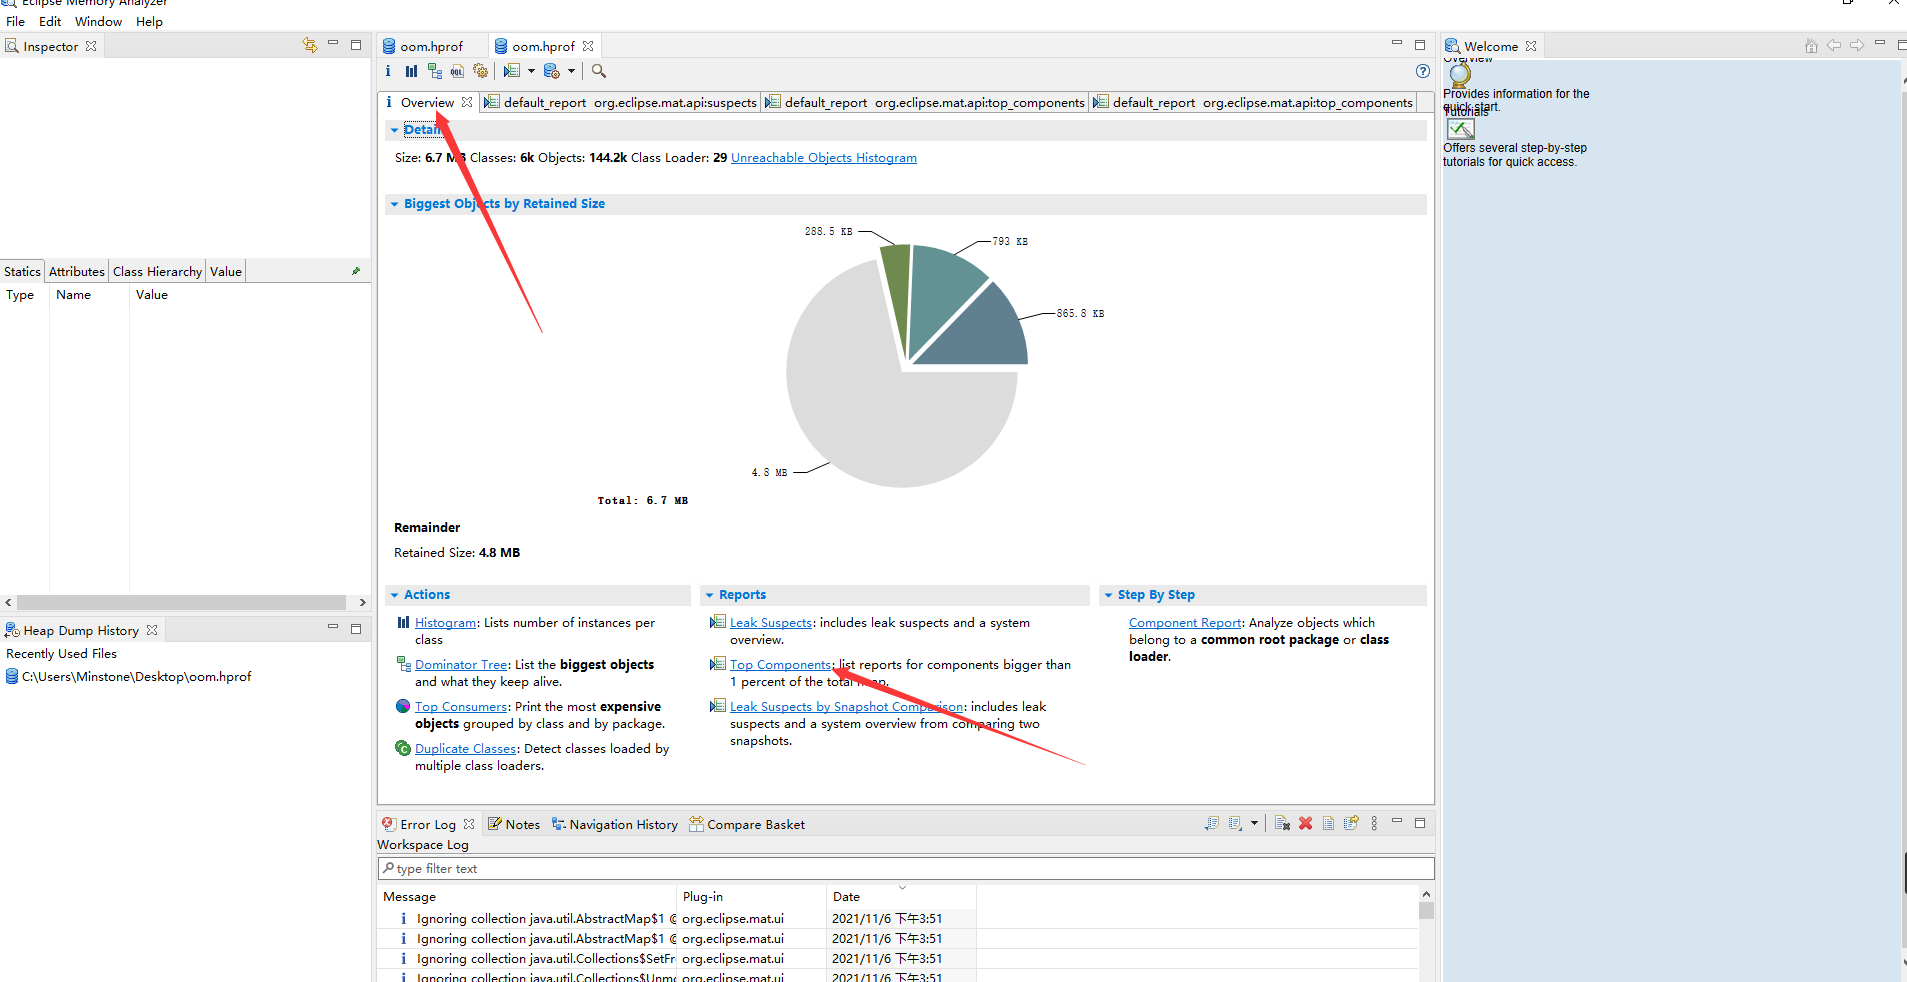 Eclipse Memory Analyzer
File Edit Window Help
Inspector
Statics Attributes Class Hierarchy Value
Type Name Value
Heap Dump History
Recently Used Files
C:\Users\Minstone\Desktop\oom.hprof
oom.hprof oom.hprof
Overview default_report org.eclipse.mat.api:suspects default_report org.eclipse.mat.api:top_components default_report org.eclipse.mat.api:top_components
Details
Size: 6.7 MB Classes: 6k Objects: 144.2k Class Loader: 29 Unreachable Objects Histogram
Biggest Objects by Retained Size
288.5 KB
793 KB
865.8 KB
4.8 MB
Total: 6.7 MB
Remainder
Retained Size: 4.8 MB
Actions
Histogram: Lists number of instances per
class
Dominator Tree: List the biggest objects
and what they keep alive.
Top Consumers: Print the most expensive
objects grouped by class and by package.
Duplicate Classes: Detect classes loaded by
multiple class loaders.
Reports
Leak Suspects: includes leak suspects and a system
overview.
Top Components: list reports for components bigger than
1 percent of the total heap.
Leak Suspects by Snapshot Comparison: includes leak
suspects and a system overview from comparing two
snapshots.
Step By Step
Component Report: Analyze objects which
belong to a common root package or class
loader.
Error Log Notes Navigation History Compare Basket
Workspace Log
type filter text
Message Plug-in Date
Ignoring collection java.util.AbstractMap$1 org.eclipse.mat.ui 2021/11/6 下午3:51
Ignoring collection java.util.AbstractMap$1 org.eclipse.mat.ui 2021/11/6 下午3:51
Ignoring collection java.util.Collections$SetFr org.eclipse.mat.ui 2021/11/6 下午3:51
Ignoring collection java.util.Collections$Unmo org.eclipse.mat.ui 2021/11/6 下午3:51
Welcome
Overview
Provides information for the
quick start.
Tutorials
Offers several step-by-step
tutorials for quick access.